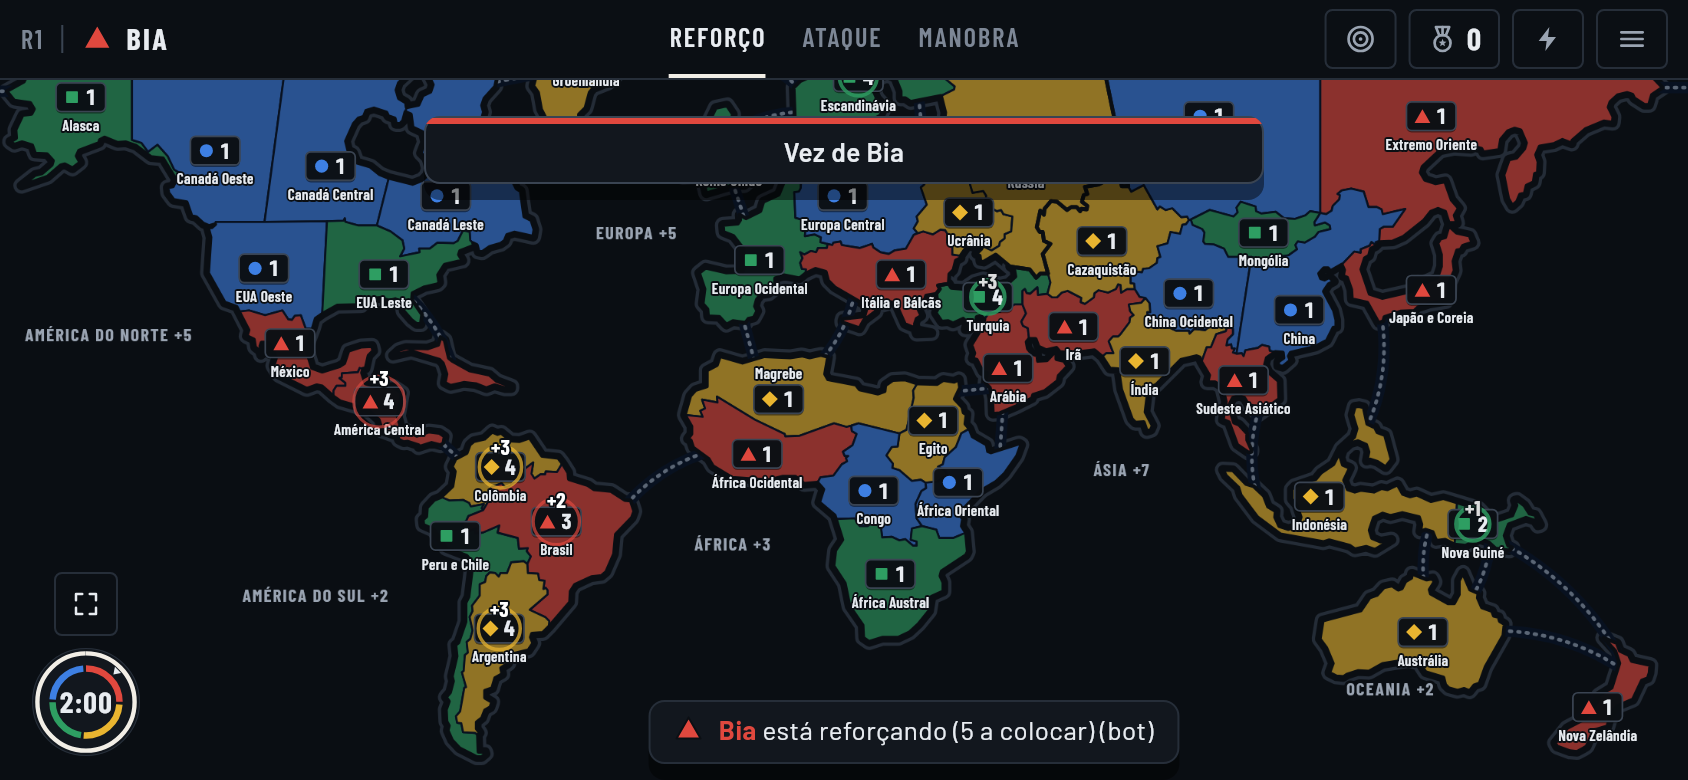 R1
BIA
REFORÇO
ATAQUE
MANOBRA
0
1
Alasca
Groenlândia
4
Escandinávia
1
1
Extremo Oriente
Vez de Bia
1
Canadá Oeste
1
Canadá Central
1
Canadá Leste
Reino Unido
1
Europa Central
Rússia
EUROPA +5
1
Ucrânia
1
Cazaquistão
1
Mongólia
1
EUA Oeste
1
EUA Leste
1
Europa Ocidental
1
Itália e Bálcãs
+3
4
Turquia
1
China Ocidental
1
China
1
Japão e Coreia
AMÉRICA DO NORTE +5
1
México
1
Irã
1
Índia
1
Arábia
1
Sudeste Asiático
+3
4
América Central
Magrebe
1
1
Egito
+3
4
Colômbia
1
África Ocidental
ÁSIA +7
1
Congo
1
África Oriental
+2
3
Brasil
1
Peru e Chile
1
Indonésia
+1
2
Nova Guiné
ÁFRICA +3
1
África Austral
AMÉRICA DO SUL +2
+3
4
Argentina
1
Austrália
OCEANIA +2
1
Nova Zelândia
2:00
Bia está reforçando (5 a colocar) (bot)